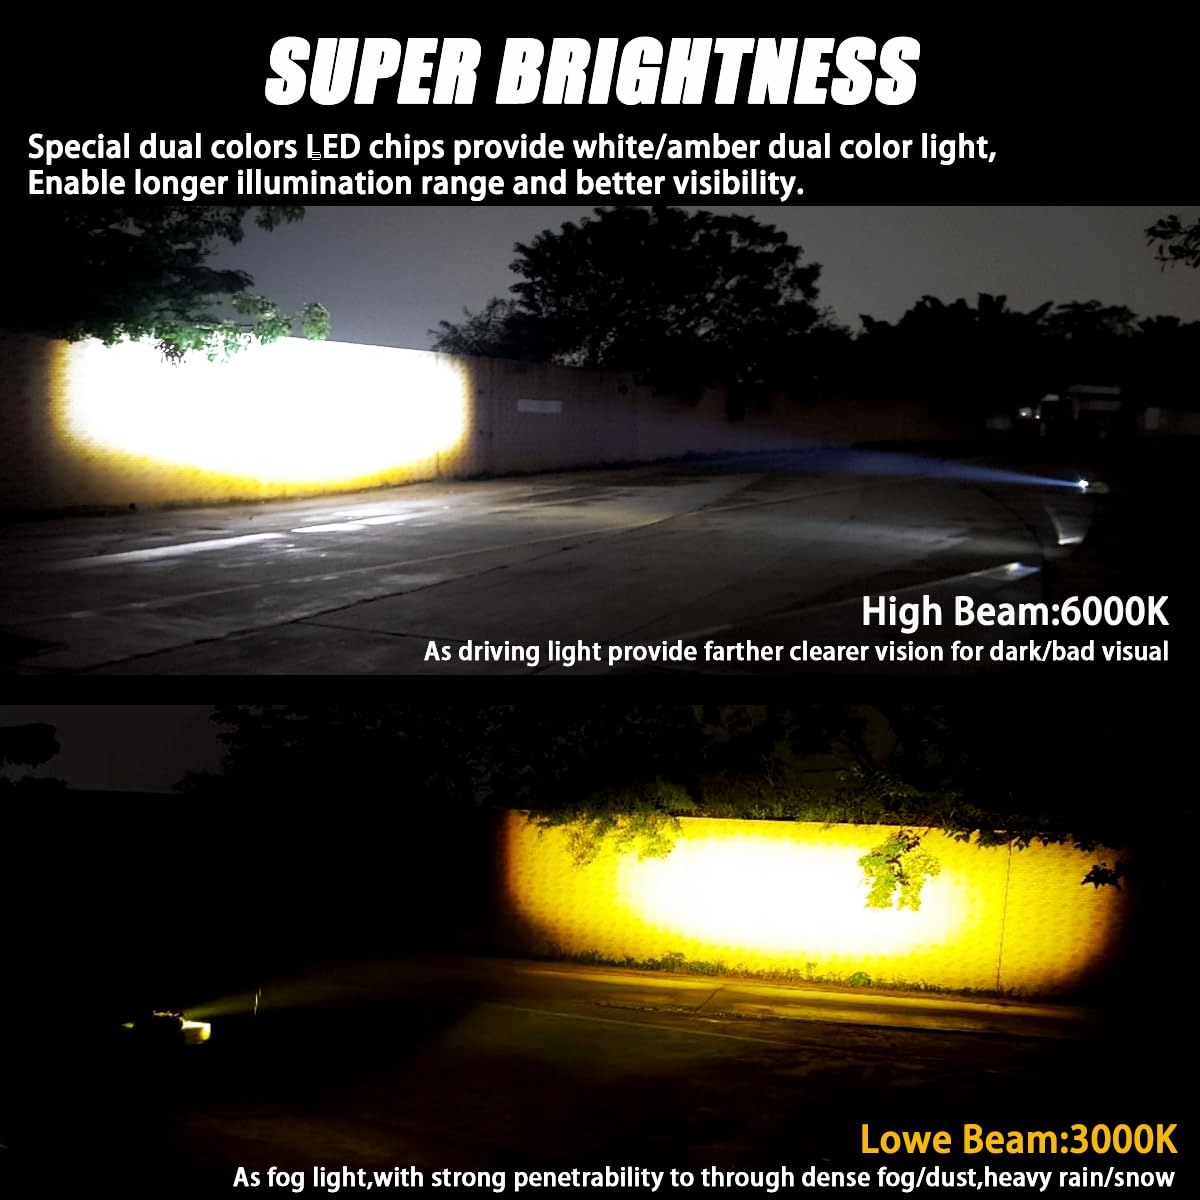 SUPER BRIGHTNESS
Special dual colors LED chips provide white/amber dual color light,
Enable longer illumination range and better visibility.
High Beam:6000K
As driving light provide farther clearer vision for dark/bad visual
Lowe Beam:3000K
As fog light,with strong penetrability to through dense fog/dust,heavy rain/snow